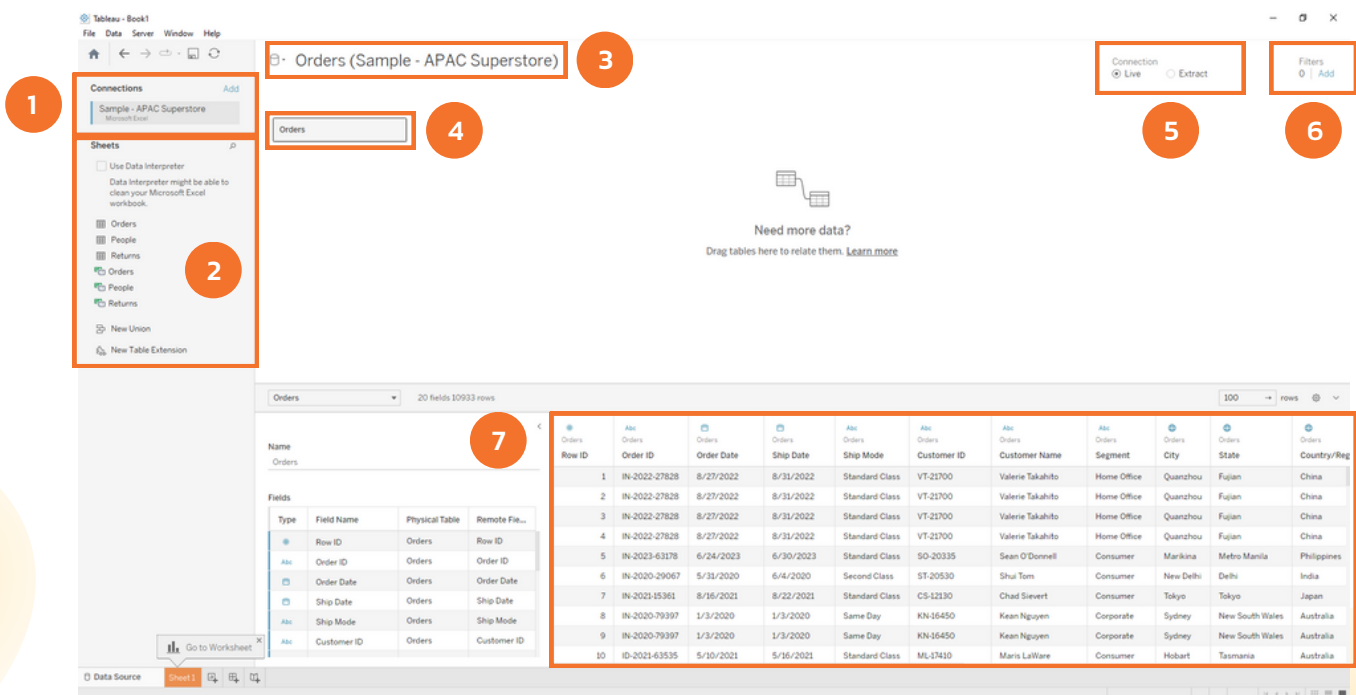 Tableau - Book1
File Data Server Window Help
Connections Add
Sample - APAC Superstore
Microsoft Excel
1
Sheets
Use Data Interpreter
Data Interpreter might be able to
clean your Microsoft Excel
workbook.
Orders
People
Returns
Orders
People
Returns
New Union
New Table Extension
2
Orders (Sample - APAC Superstore)
3
Orders
4
Connection
Live Extract
5
Filters
0 Add
6
Need more data?
Drag tables here to relate them. Learn more
Orders 20 fields 10933 rows 100 → rows
Name
Orders
7
Fields
Type Field Name Physical Table Remote Fie...
Row ID Orders Row ID
Abc Order ID Orders Order ID
Order Date Orders Order Date
Ship Date Orders Ship Date
Abc Ship Mode Orders Ship Mode
Abc Customer ID Orders Customer ID
Abc Abc Abc Abc Abc
Orders Orders Orders Orders Orders Orders Orders Orders Orders Orders Orders
Row ID Order ID Order Date Ship Date Ship Mode Customer ID Customer Name Segment City State Country/Reg
1 IN-2022-27828 8/27/2022 8/31/2022 Standard Class VT-21700 Valerie Takahito Home Office Quanzhou Fujian China
2 IN-2022-27828 8/27/2022 8/31/2022 Standard Class VT-21700 Valerie Takahito Home Office Quanzhou Fujian China
3 IN-2022-27828 8/27/2022 8/31/2022 Standard Class VT-21700 Valerie Takahito Home Office Quanzhou Fujian China
4 IN-2022-27828 8/27/2022 8/31/2022 Standard Class VT-21700 Valerie Takahito Home Office Quanzhou Fujian China
5 IN-2023-63178 6/24/2023 6/30/2023 Standard Class SO-20335 Sean O'Donnell Consumer Marikina Metro Manila Philippines
6 IN-2020-29067 5/31/2020 6/4/2020 Second Class ST-20530 Shui Tom Consumer New Delhi Delhi India
7 IN-2021-15361 8/16/2021 8/22/2021 Standard Class CS-12130 Chad Sievert Consumer Tokyo Tokyo Japan
8 IN-2020-79397 1/3/2020 1/3/2020 Same Day KN-16450 Kean Nguyen Corporate Sydney New South Wales Australia
9 IN-2020-79397 1/3/2020 1/3/2020 Same Day KN-16450 Kean Nguyen Corporate Sydney New South Wales Australia
10 ID-2021-63535 5/10/2021 5/16/2021 Standard Class ML-17410 Maris LaWare Consumer Hobart Tasmania Australia
Go to Worksheet
Data Source Sheet 1